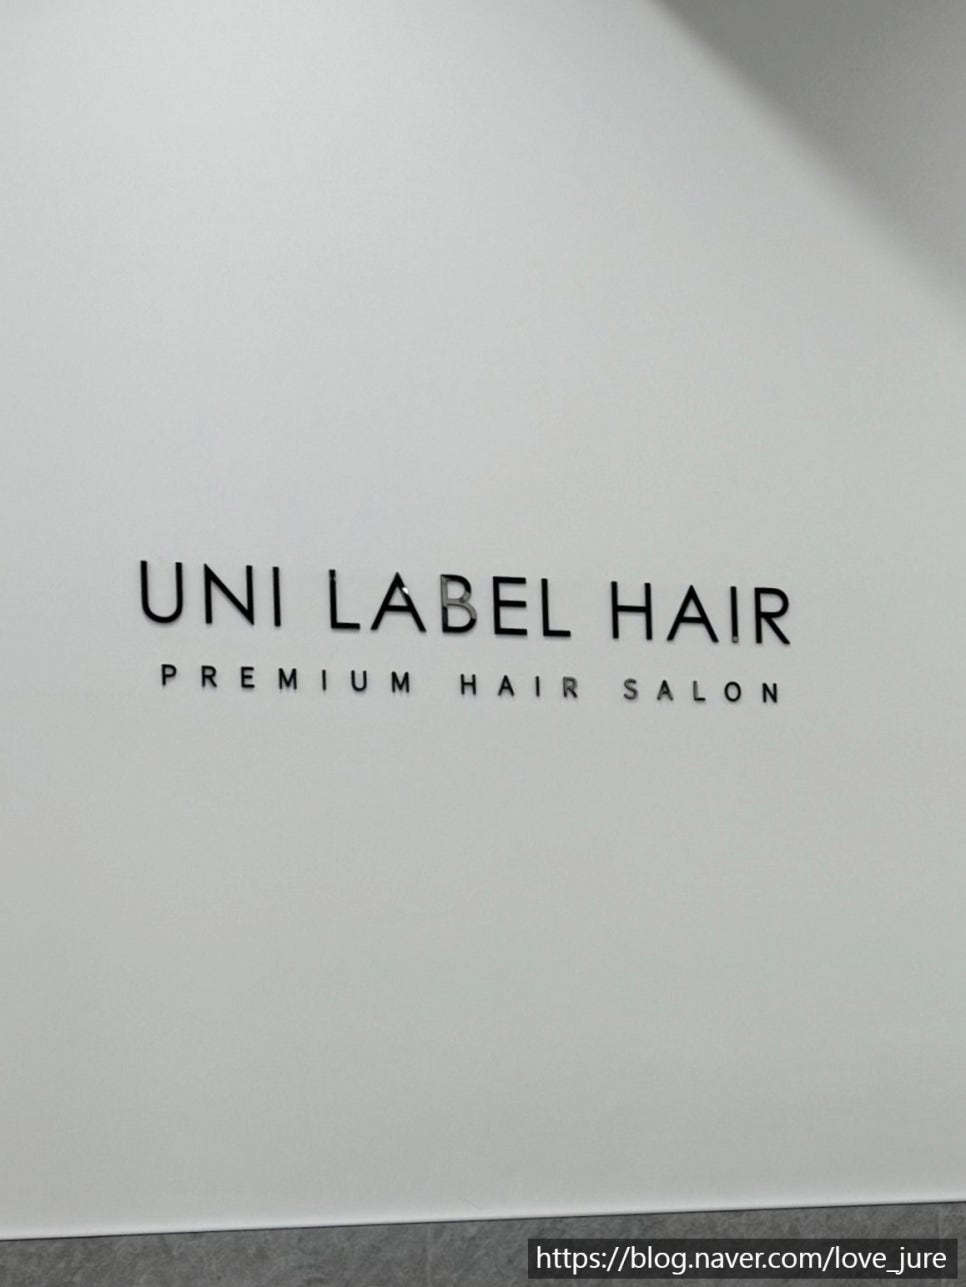 UNI LABEL HAIR
PREMIUM HAIR SALON
https://blog.naver.com/love_jure